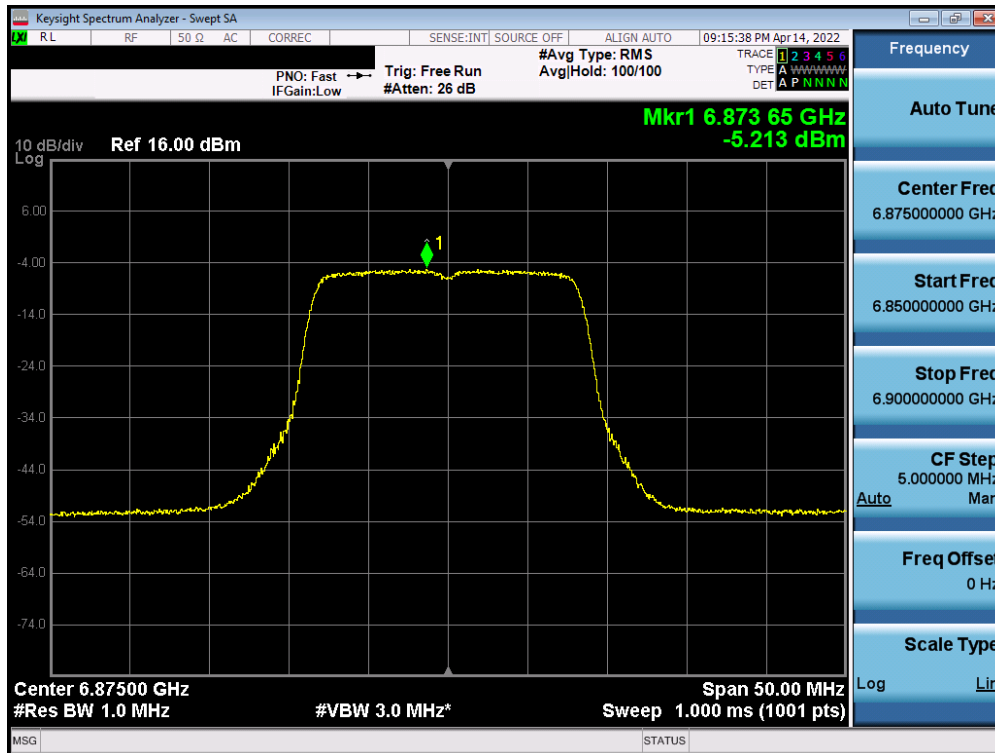 Keysight Spectrum Analyzer - Swept SA
LXI RL RF 50 Ω AC CORREC SENSE:INT SOURCE OFF ALIGN AUTO 09:15:38 PM Apr 14, 2022
PNO: Fast Trig: Free Run #Avg Type: RMS TRACE 1 2 3 4 5 6
IFGain:Low #Atten: 26 dB Avg|Hold: 100/100 TYPE A WWWWW
DET A P N N N N
Mkr1 6.873 65 GHz
-5.213 dBm
10 dB/div Ref 16.00 dBm
Log
1
6.00
-4.00
-14.0
-24.0
-34.0
-44.0
-54.0
-64.0
-74.0
Center 6.87500 GHz Span 50.00 MHz
#Res BW 1.0 MHz #VBW 3.0 MHz* Sweep 1.000 ms (1001 pts)
MSG STATUS
Frequency
Auto Tune
Center Freq
6.875000000 GHz
Start Freq
6.850000000 GHz
Stop Freq
6.900000000 GHz
CF Step
5.000000 MHz
Auto Man
Freq Offset
0 Hz
Scale Type
Log Lin